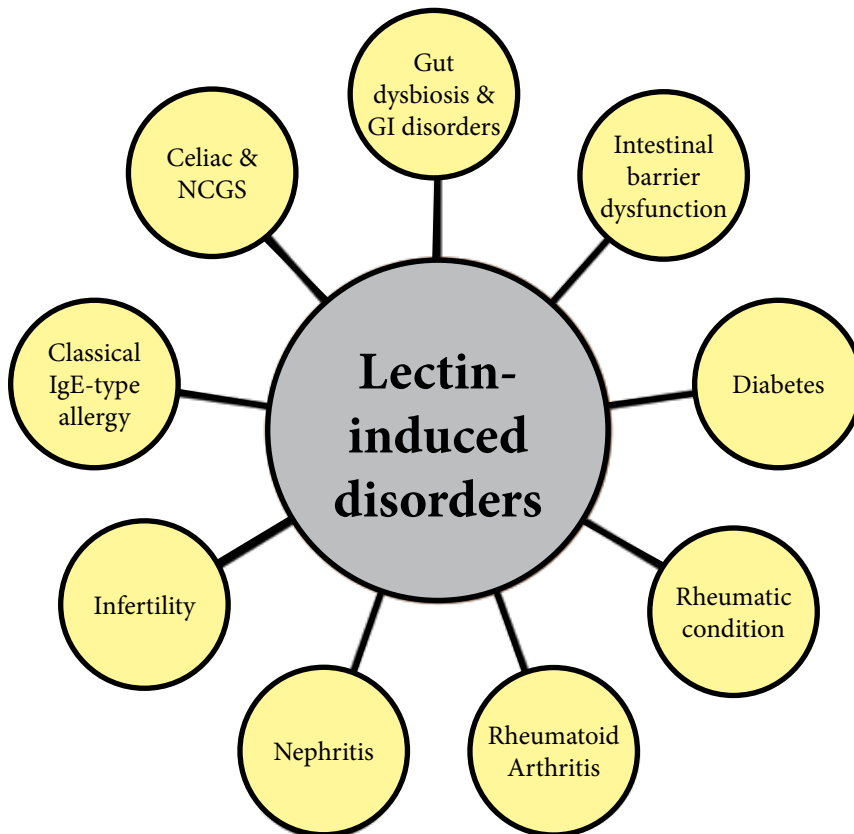 Gut
dysbiosis &
GI disorders
Intestinal
barrier
dysfunction
Diabetes
Rheumatic
condition
Rheumatoid
Arthritis
Nephritis
Infertility
Classical
IgE-type
allergy
Celiac &
NCGS
Lectin-
induced
disorders